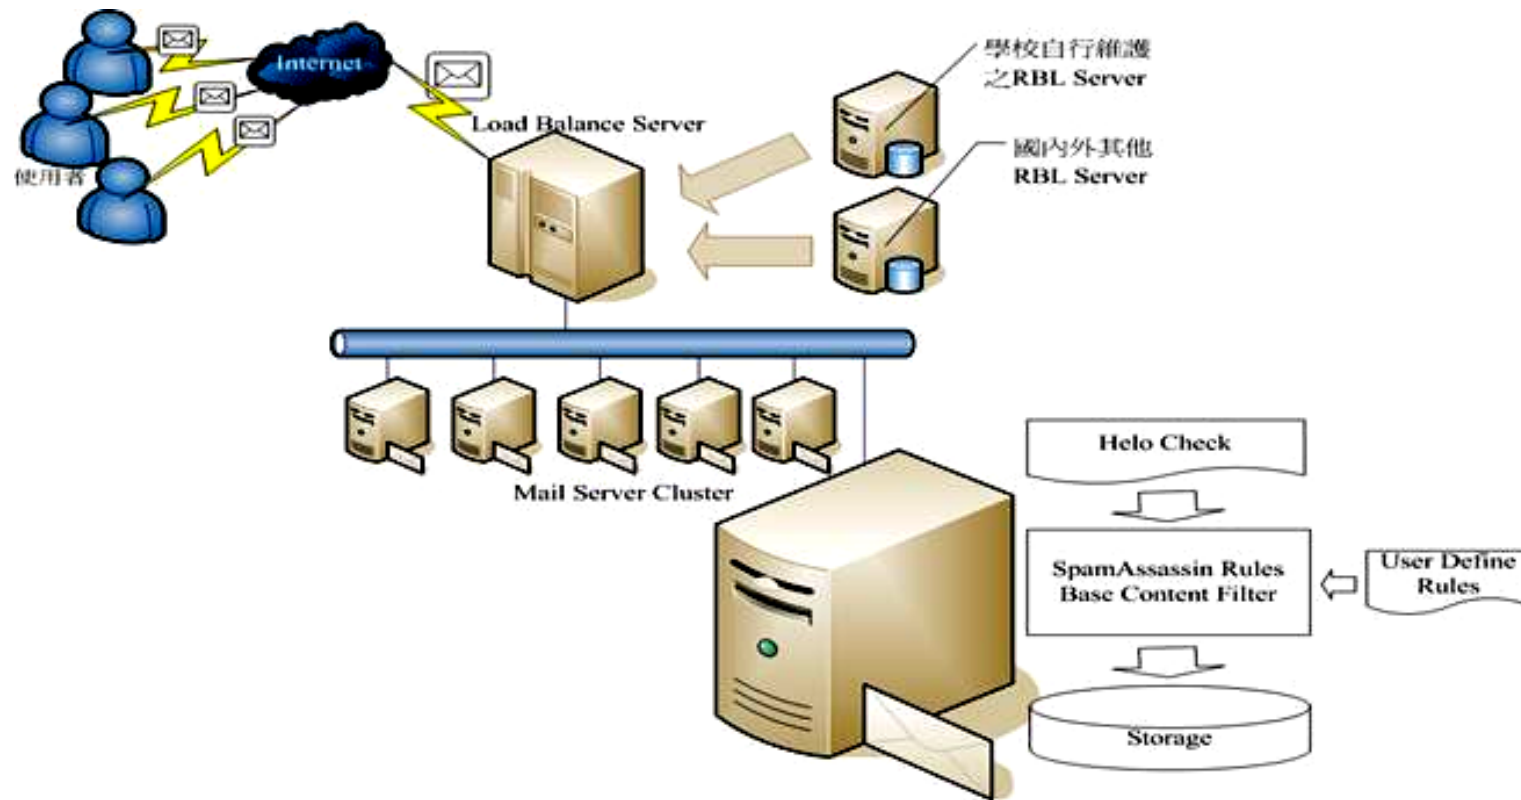 Internet
使用者
Load Balance Server
學校自行維護
之RBL Server
國內外其他
RBL Server
Mail Server Cluster
Helo Check
SpamAssassin Rules
Base Content Filter
User Define
Rules
Storage